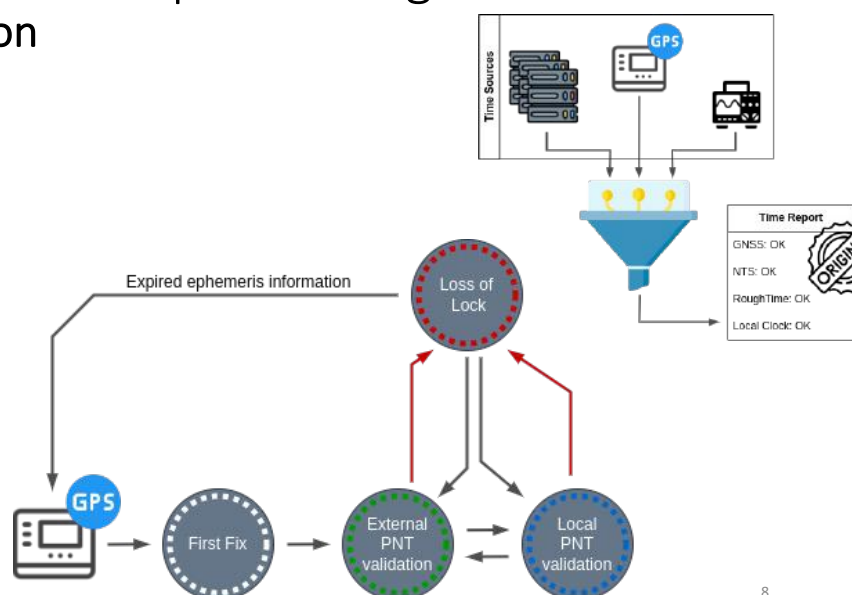 on
Time Sources
GPS
Time Report
GNSS: OK
NTS: OK
RoughTime: OK
Local Clock: OK
Expired ephemeris information
Loss of
Lock
GPS
First Fix
External
PNT
validation
Local
PNT
validation
8